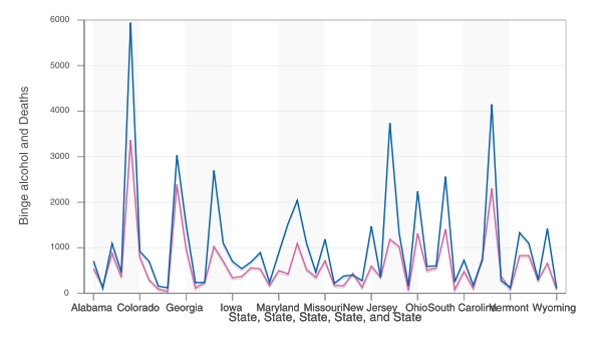 6000
5000
4000
3000
2000
1000
0
Binge alcohol and Deaths
Alabama Colorado Georgia Iowa Maryland Missouri New Jersey Ohio South Carolina Vermont Wyoming
State, State, State, State, and State